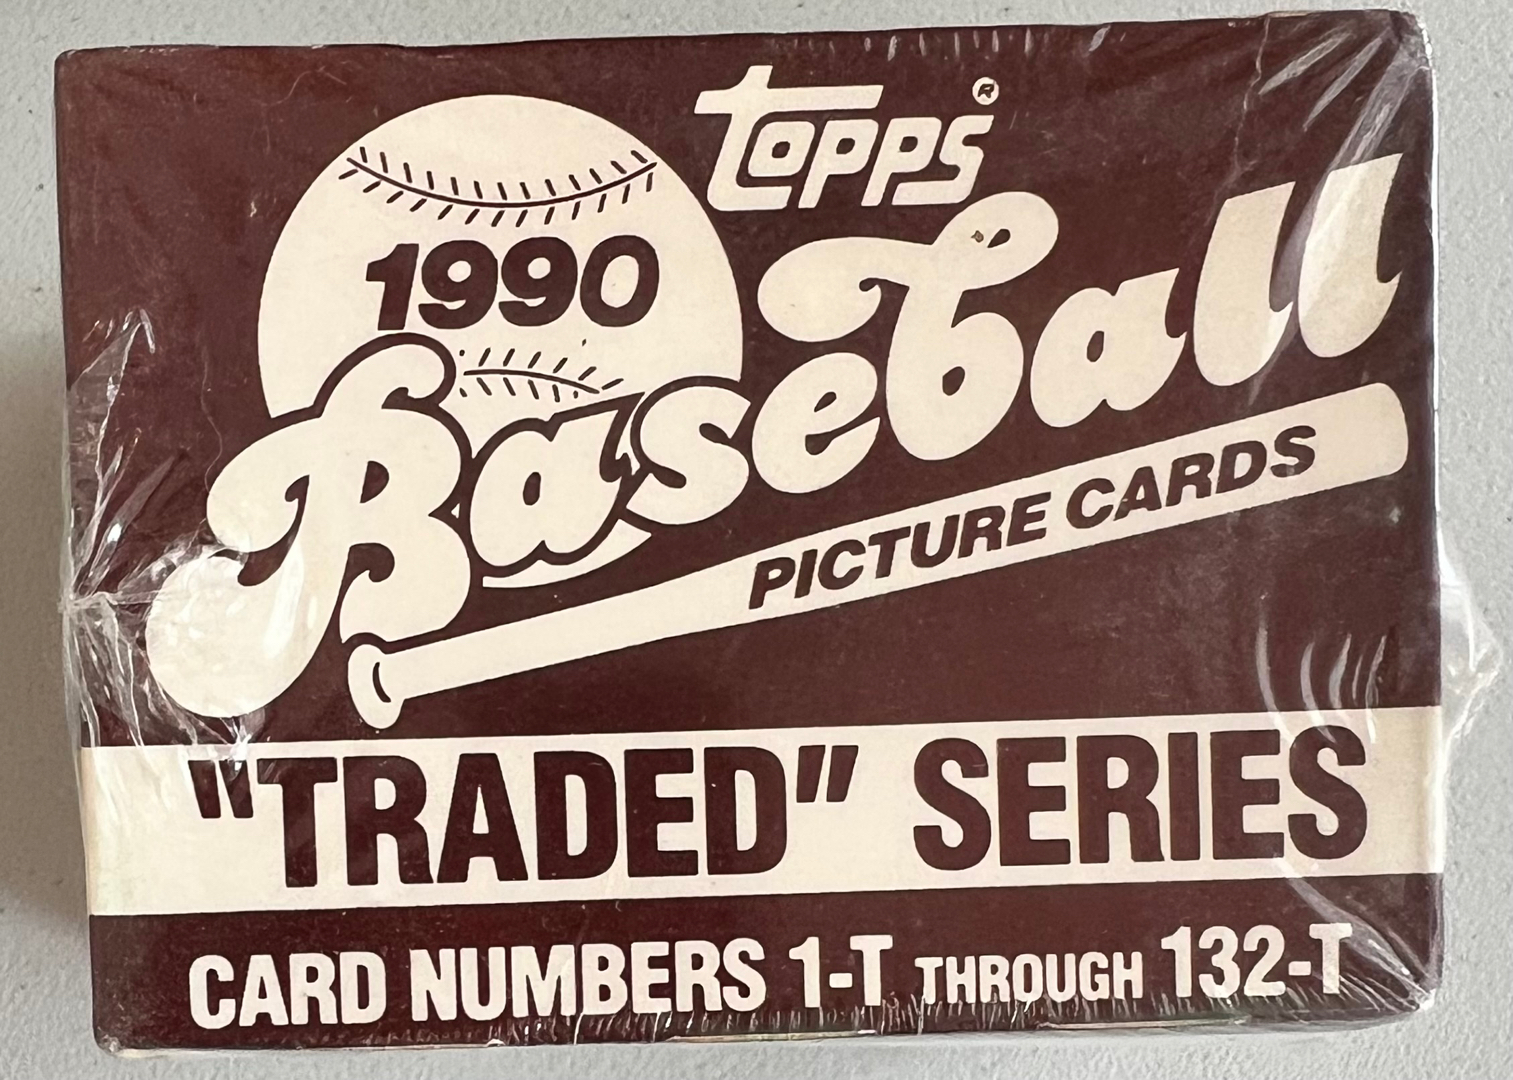 Topps®
1990
Baseball
PICTURE CARDS
"TRADED" SERIES
CARD NUMBERS 1-T THROUGH 132-T